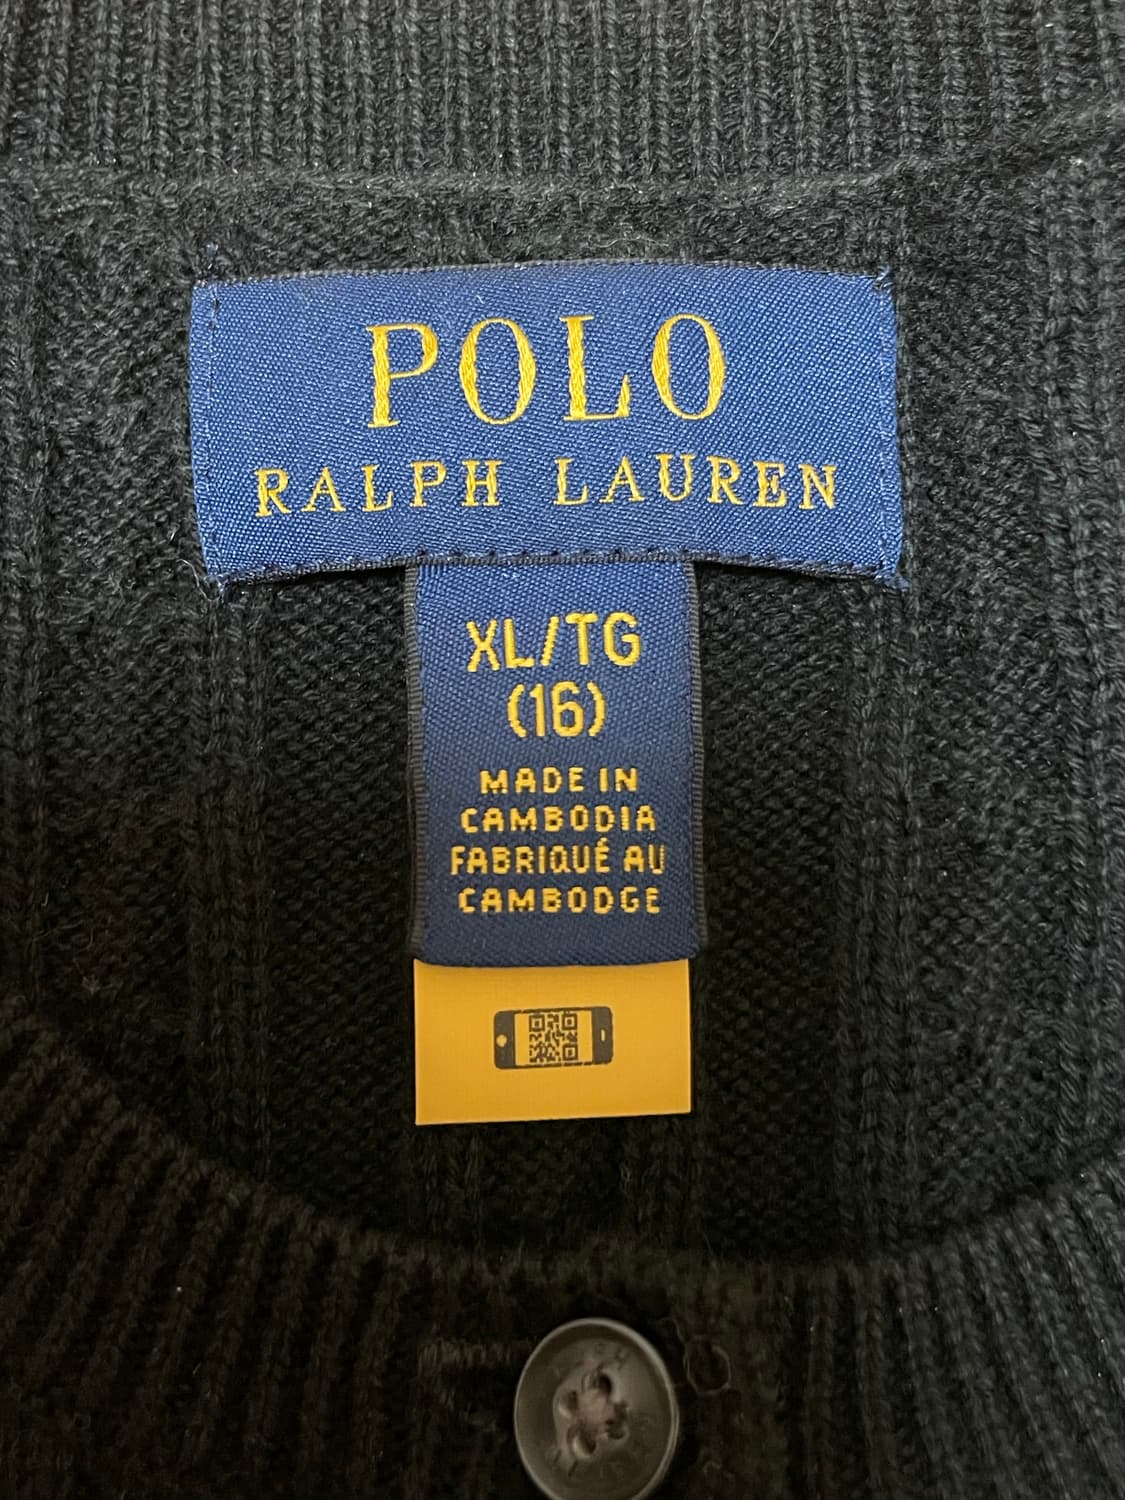 POLO
RALPH LAUREN
XL/TG
(16)
MADE IN
CAMBODIA
FABRIQUÉ AU
CAMBODGE